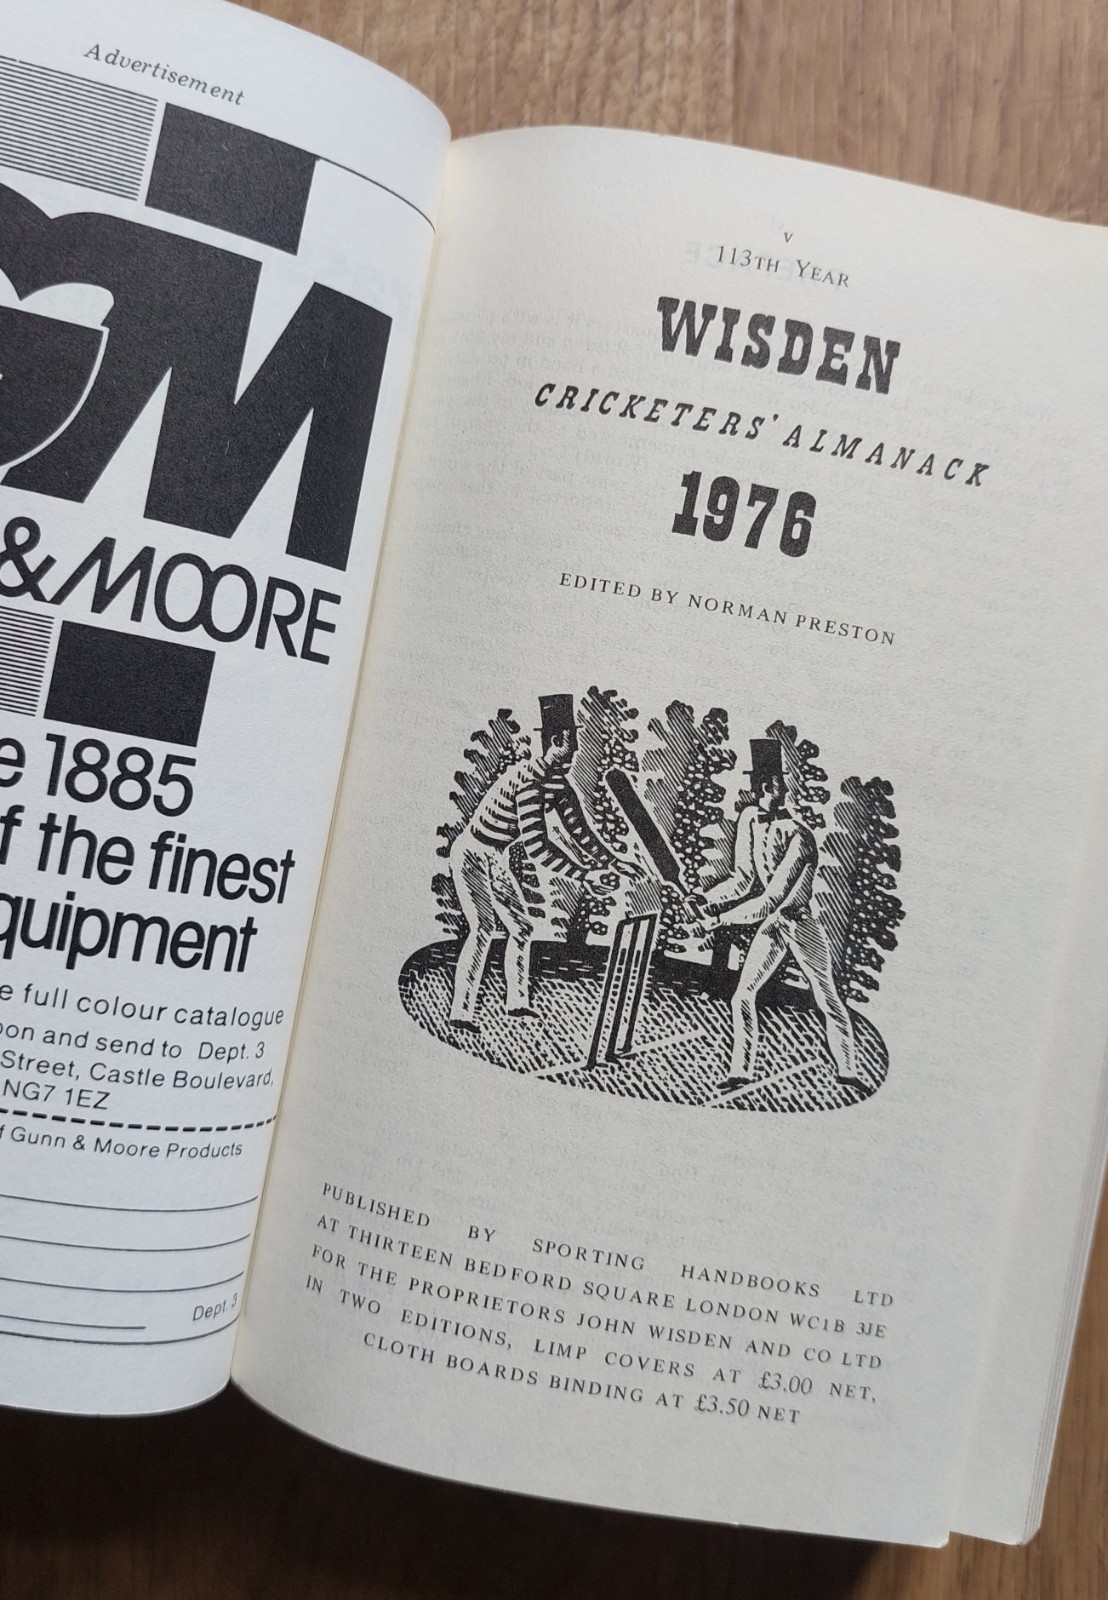 Advertisement
GM
& MOORE
e 1885
f the finest
quipment
e full colour catalogue
pon and send to Dept. 3
Street, Castle Boulevard,
NG7 1EZ
f Gunn & Moore Products
Dept. 3
v
113TH YEAR
WISDEN
CRICKETERS' ALMANACK
1976
EDITED BY NORMAN PRESTON
PUBLISHED BY SPORTING HANDBOOKS LTD
AT THIRTEEN BEDFORD SQUARE LONDON WC1B 3JE
FOR THE PROPRIETORS JOHN WISDEN AND CO LTD
IN TWO EDITIONS, LIMP COVERS AT £3.00 NET,
CLOTH BOARDS BINDING AT £3.50 NET